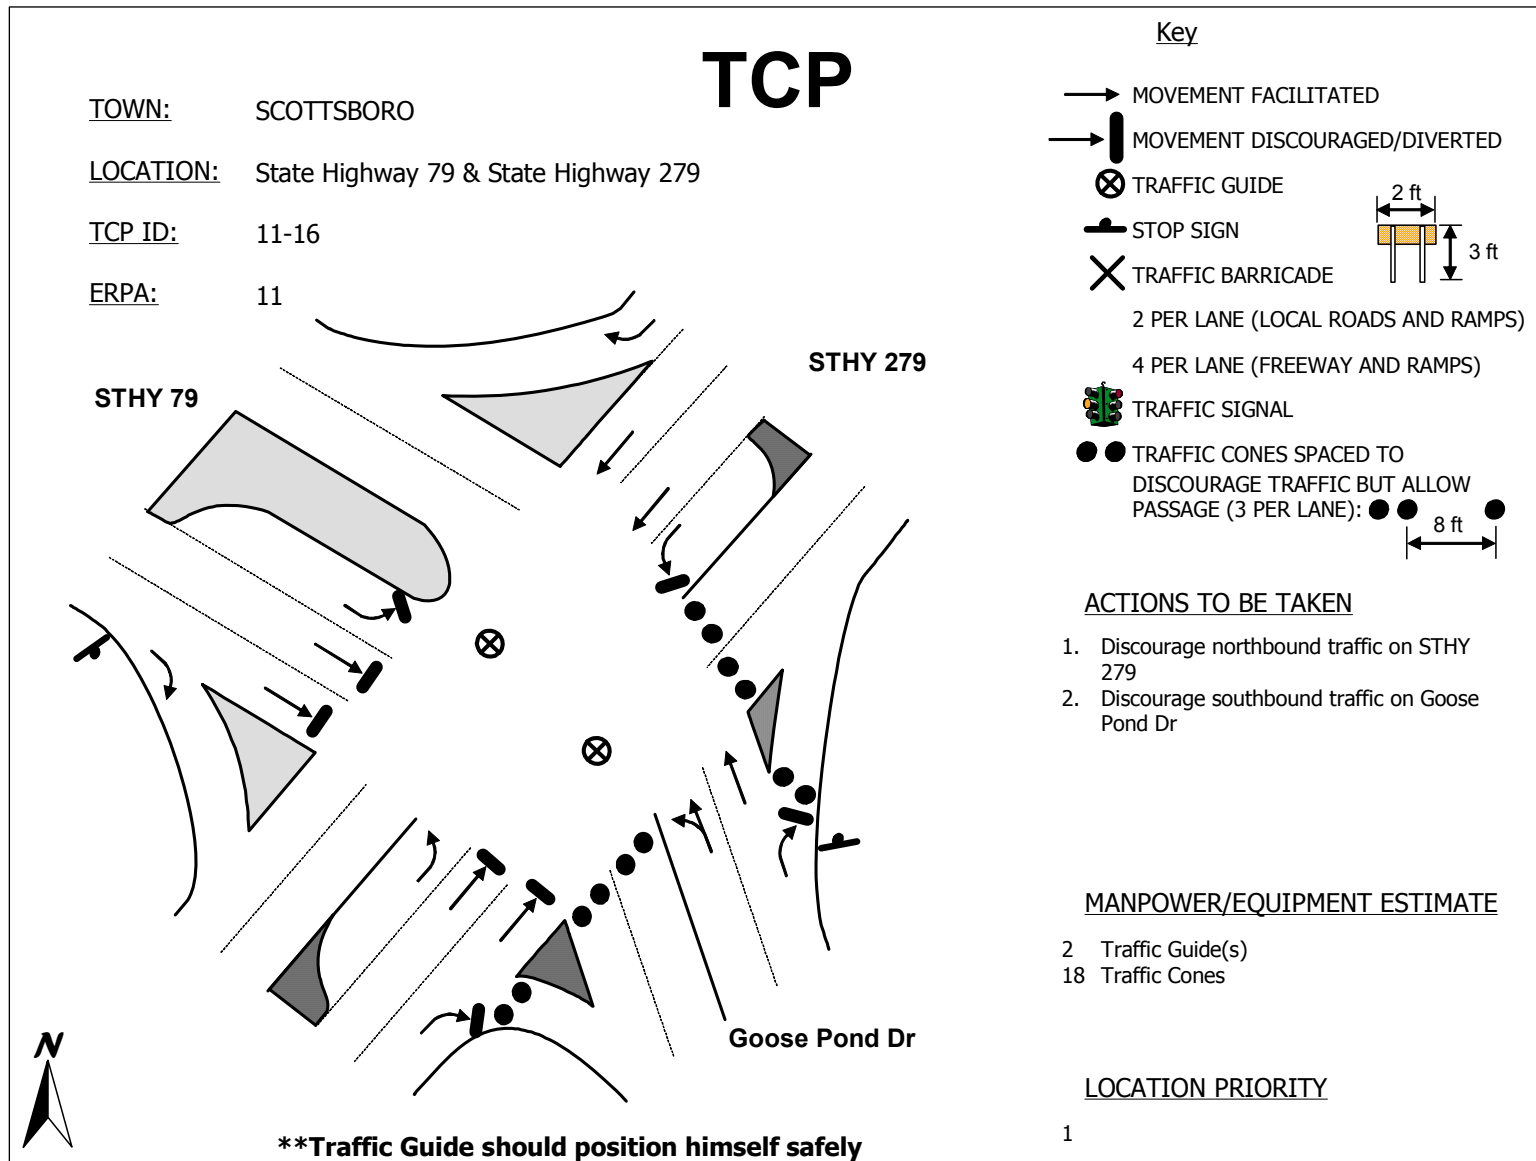 TCP
TOWN: SCOTTSBORO
LOCATION: State Highway 79 & State Highway 279
TCP ID: 11-16
ERPA: 11
STHY 79
STHY 279
Goose Pond Dr
N
**Traffic Guide should position himself safely
Key
MOVEMENT FACILITATED
MOVEMENT DISCOURAGED/DIVERTED
TRAFFIC GUIDE
2 ft
STOP SIGN
3 ft
TRAFFIC BARRICADE
2 PER LANE (LOCAL ROADS AND RAMPS)
4 PER LANE (FREEWAY AND RAMPS)
TRAFFIC SIGNAL
TRAFFIC CONES SPACED TO
DISCOURAGE TRAFFIC BUT ALLOW
PASSAGE (3 PER LANE):
8 ft
ACTIONS TO BE TAKEN
1. Discourage northbound traffic on STHY
279
2. Discourage southbound traffic on Goose
Pond Dr
MANPOWER/EQUIPMENT ESTIMATE
2 Traffic Guide(s)
18 Traffic Cones
LOCATION PRIORITY
1